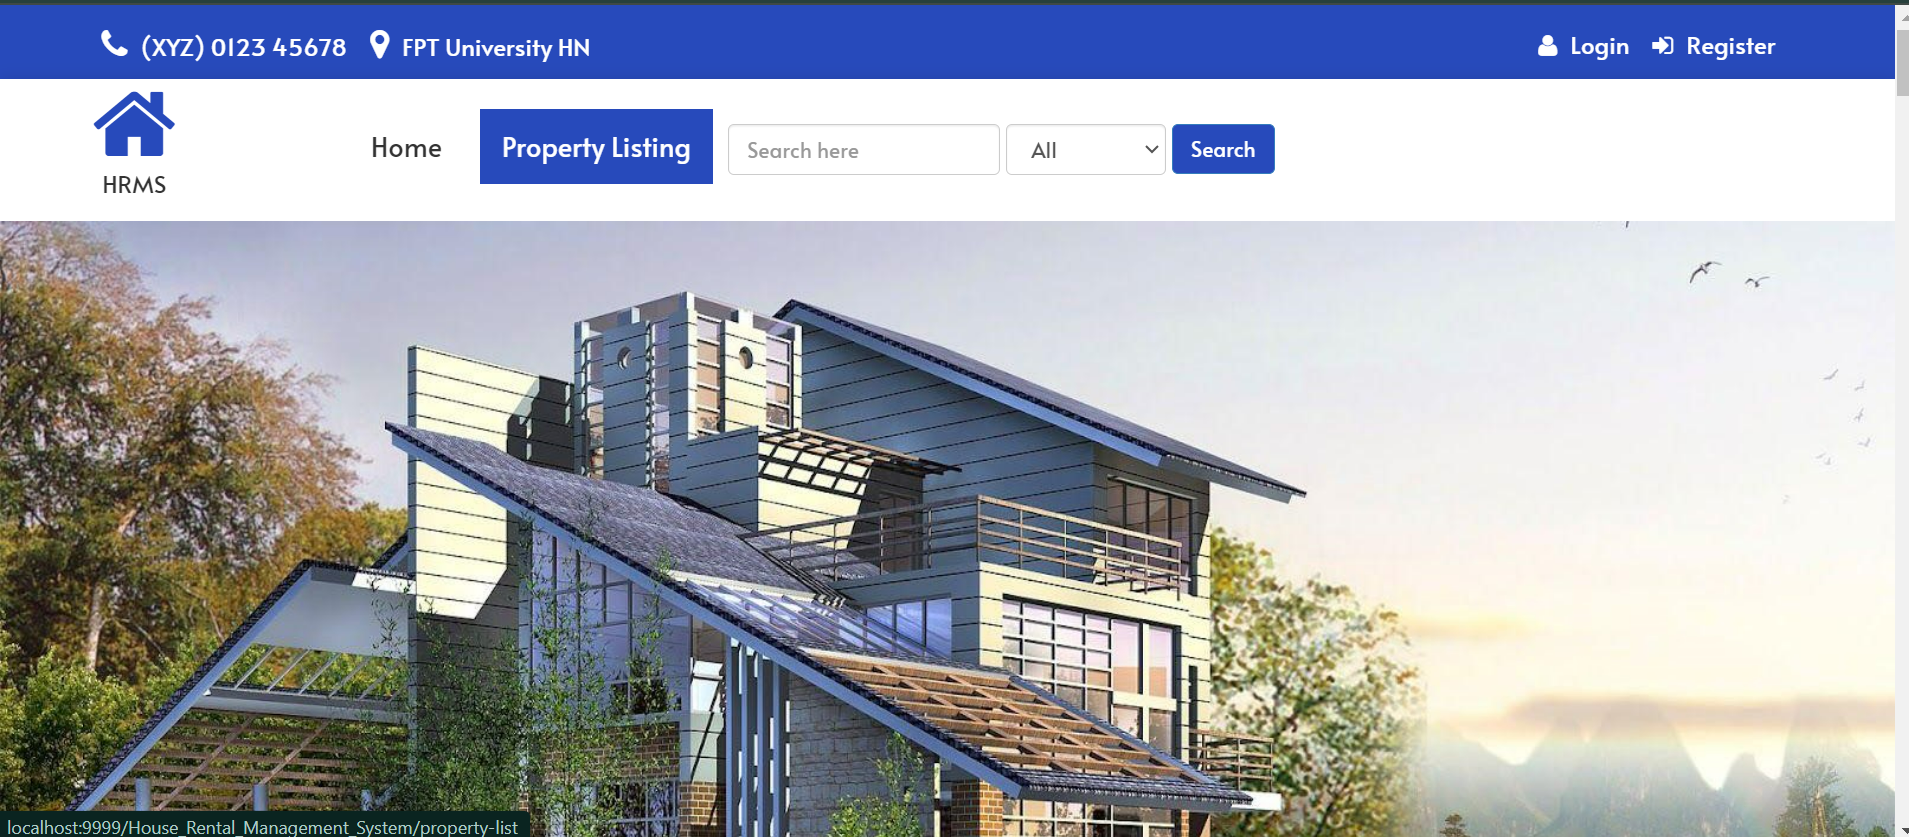 (XYZ) 0123 45678 FPT University HN Login Register
HRMS
Home Property Listing Search here All Search
localhost:9999/House_Rental_Management_System/property-list